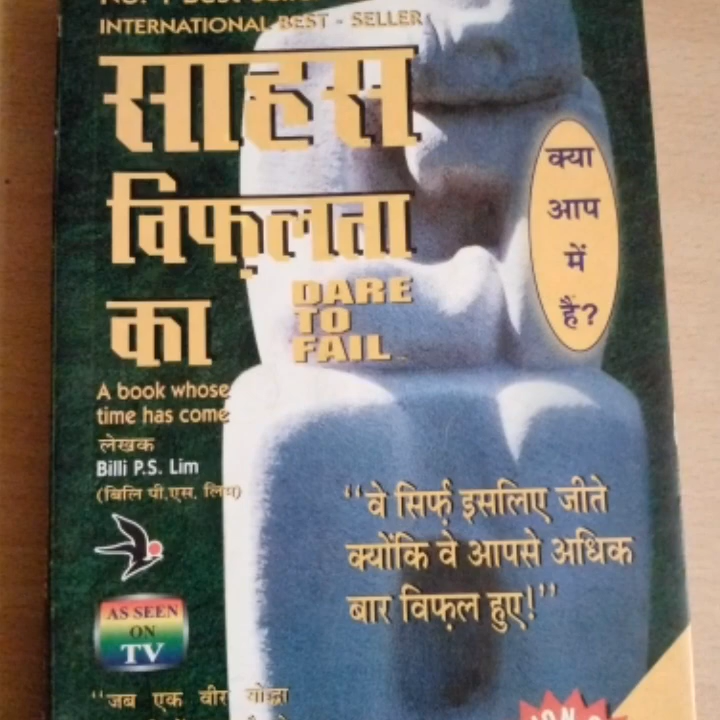 INTERNATIONAL BEST - SELLER
साहस
विफलता
का
DARE
TO
FAIL
क्या
आप
में
है?
A book whose
time has come
लेखक
Billi P.S. Lim
(बिलि पी.एस. लिम)
"वे सिर्फ़ इसलिए जीते
क्योंकि वे आपसे अधिक
बार विफ़ल हुए!"
AS SEEN
ON
TV
"जब एक वीर योद्धा